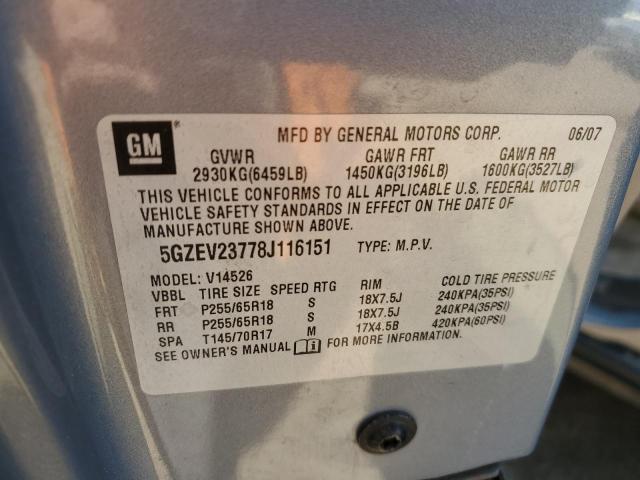 GM
MFD BY GENERAL MOTORS CORP. 06/07
GVWR GAWR FRT GAWR RR
2930KG(6459LB) 1450KG(3196LB) 1600KG(3527LB)
THIS VEHICLE CONFORMS TO ALL APPLICABLE U.S. FEDERAL MOTOR
VEHICLE SAFETY STANDARDS IN EFFECT ON THE DATE OF
MANUFACTURE SHOWN ABOVE.
5GZEV23778J116151 TYPE: M.P.V.
MODEL: V14526
VBBL TIRE SIZE SPEED RTG RIM COLD TIRE PRESSURE
FRT P255/65R18 S 18X7.5J 240KPA(35PSI)
RR P255/65R18 S 18X7.5J 240KPA(35PSI)
SPA T145/70R17 M 17X4.5B 420KPA(60PSI)
SEE OWNER'S MANUAL FOR MORE INFORMATION.